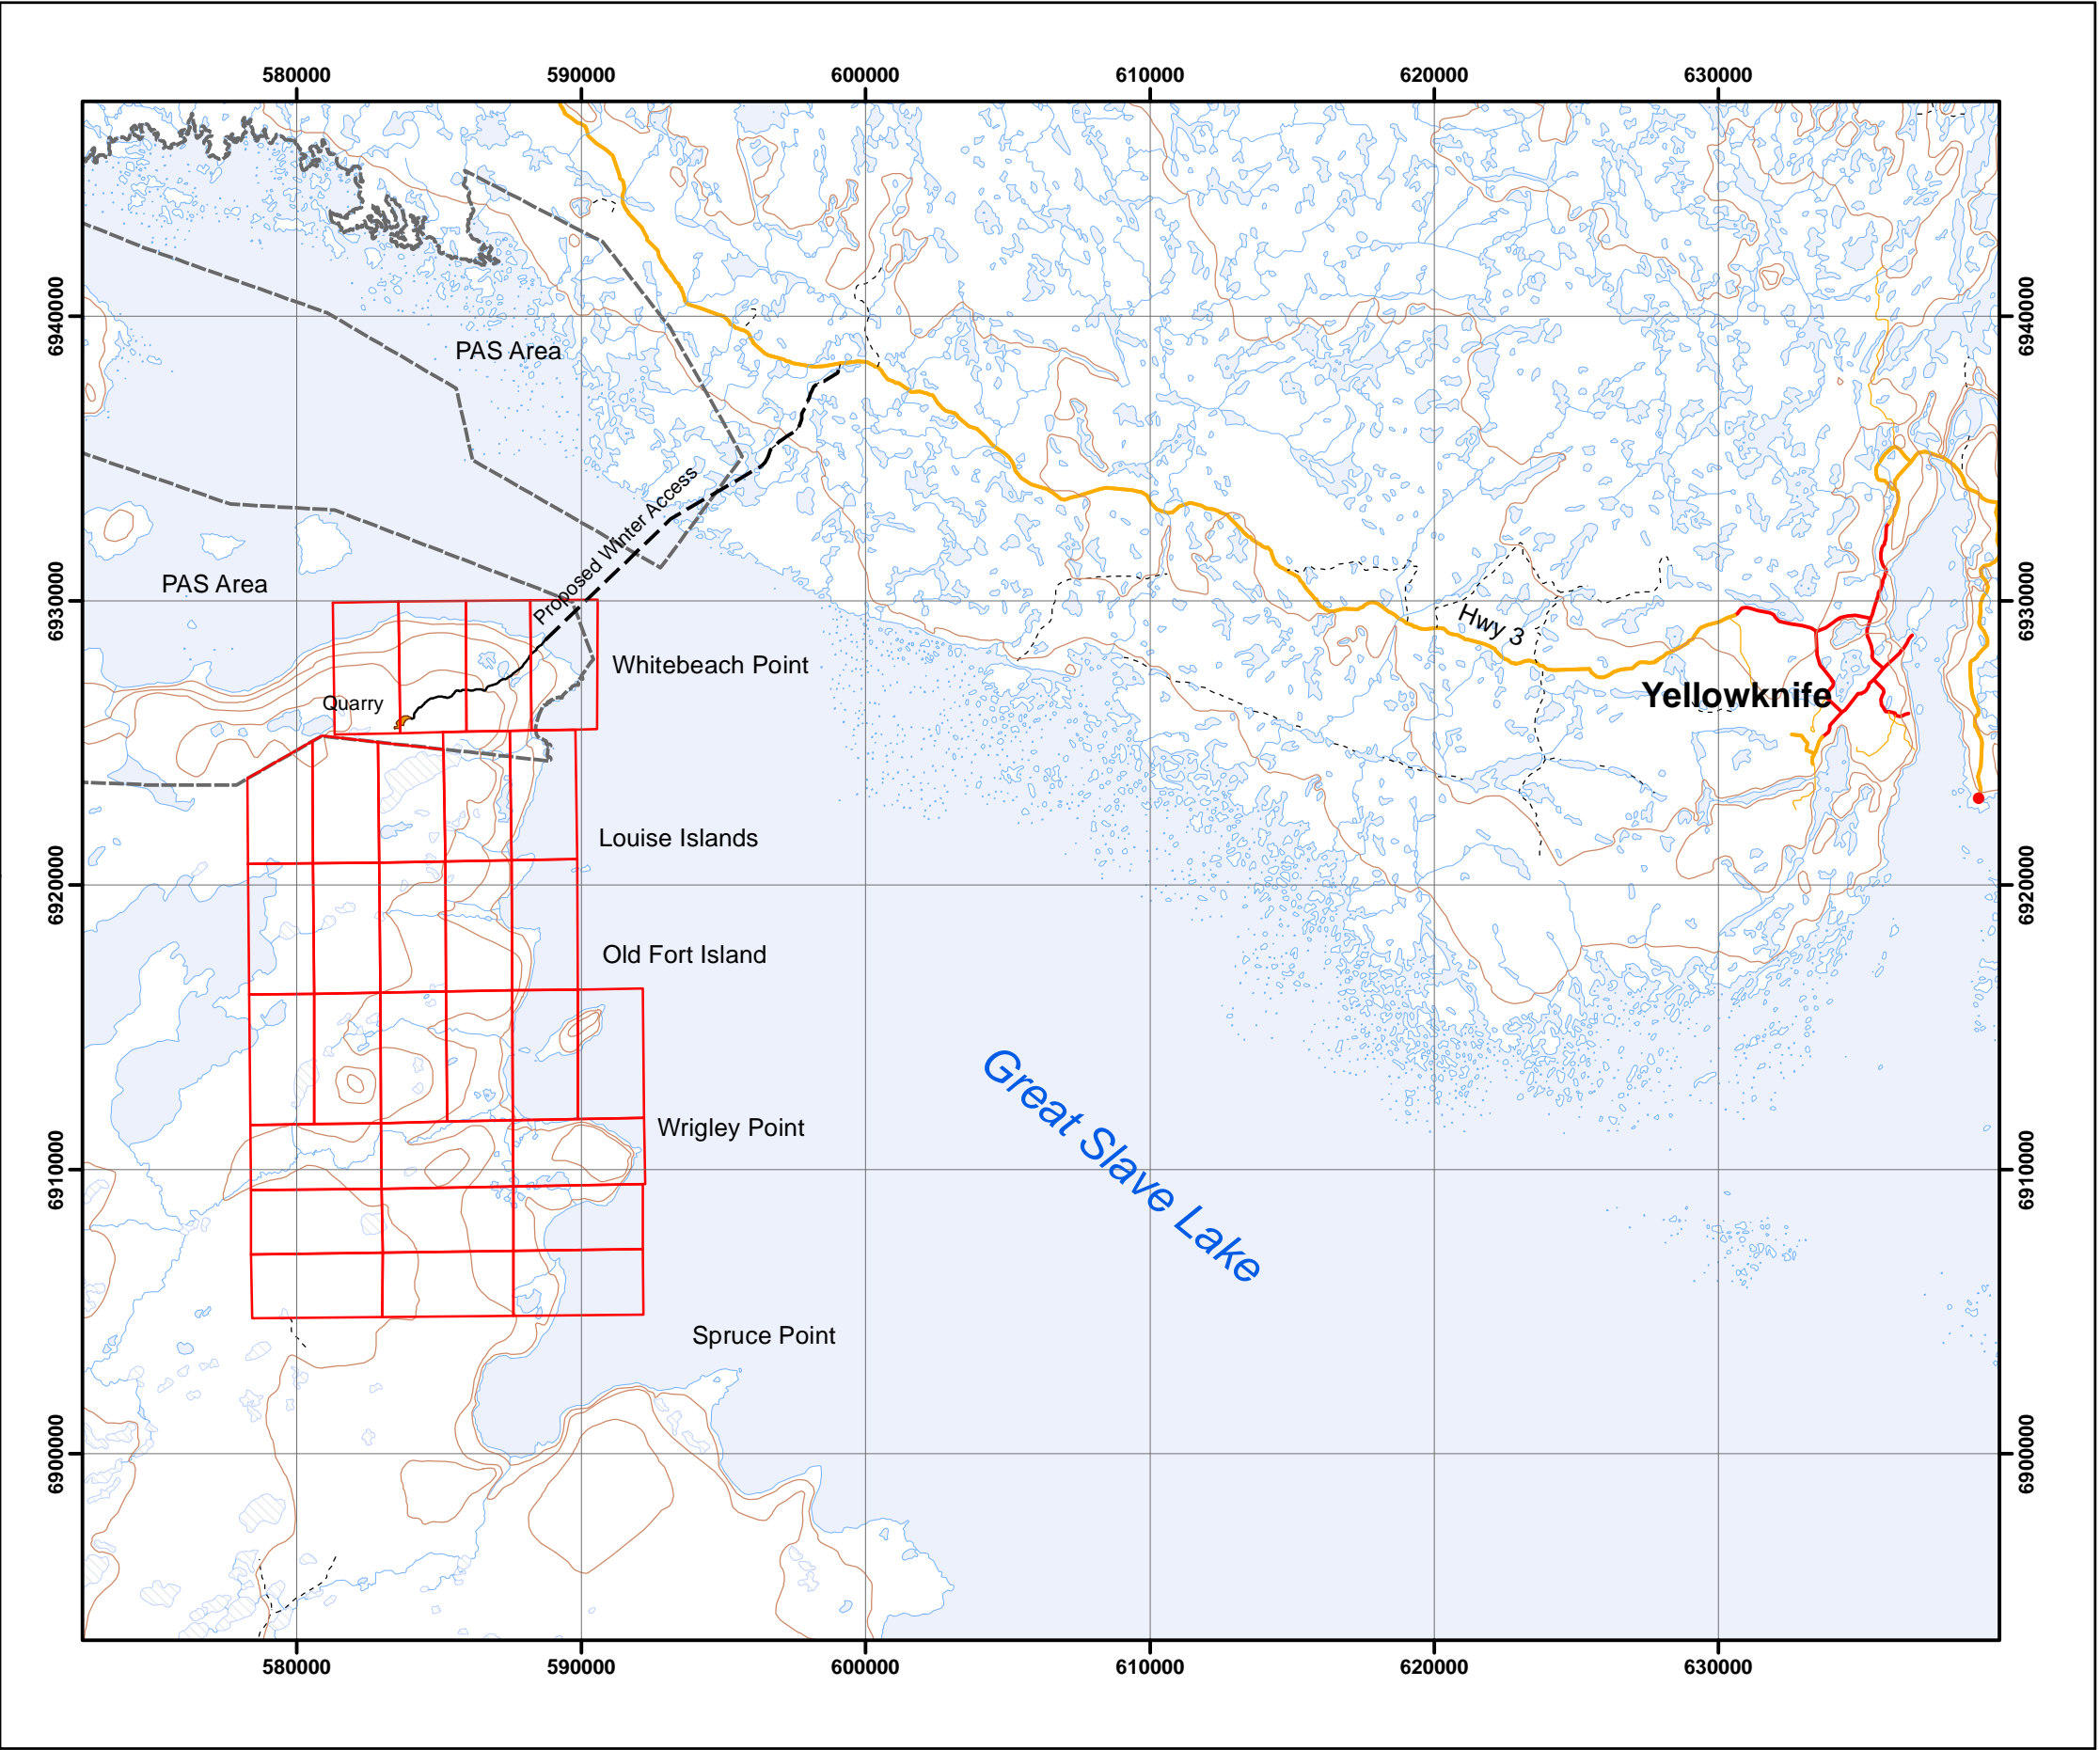 580000 590000 600000 610000 620000 630000
6940000 6940000
PAS Area
Proposed Winter Access
PAS Area
6930000 6930000
Hwy 3
Whitebeach Point
Quarry
Yellowknife
Louise Islands
6920000 6920000
Old Fort Island
Great Slave Lake
Wrigley Point
6910000 6910000
Spruce Point
6900000 6900000
580000 590000 600000 610000 620000 630000